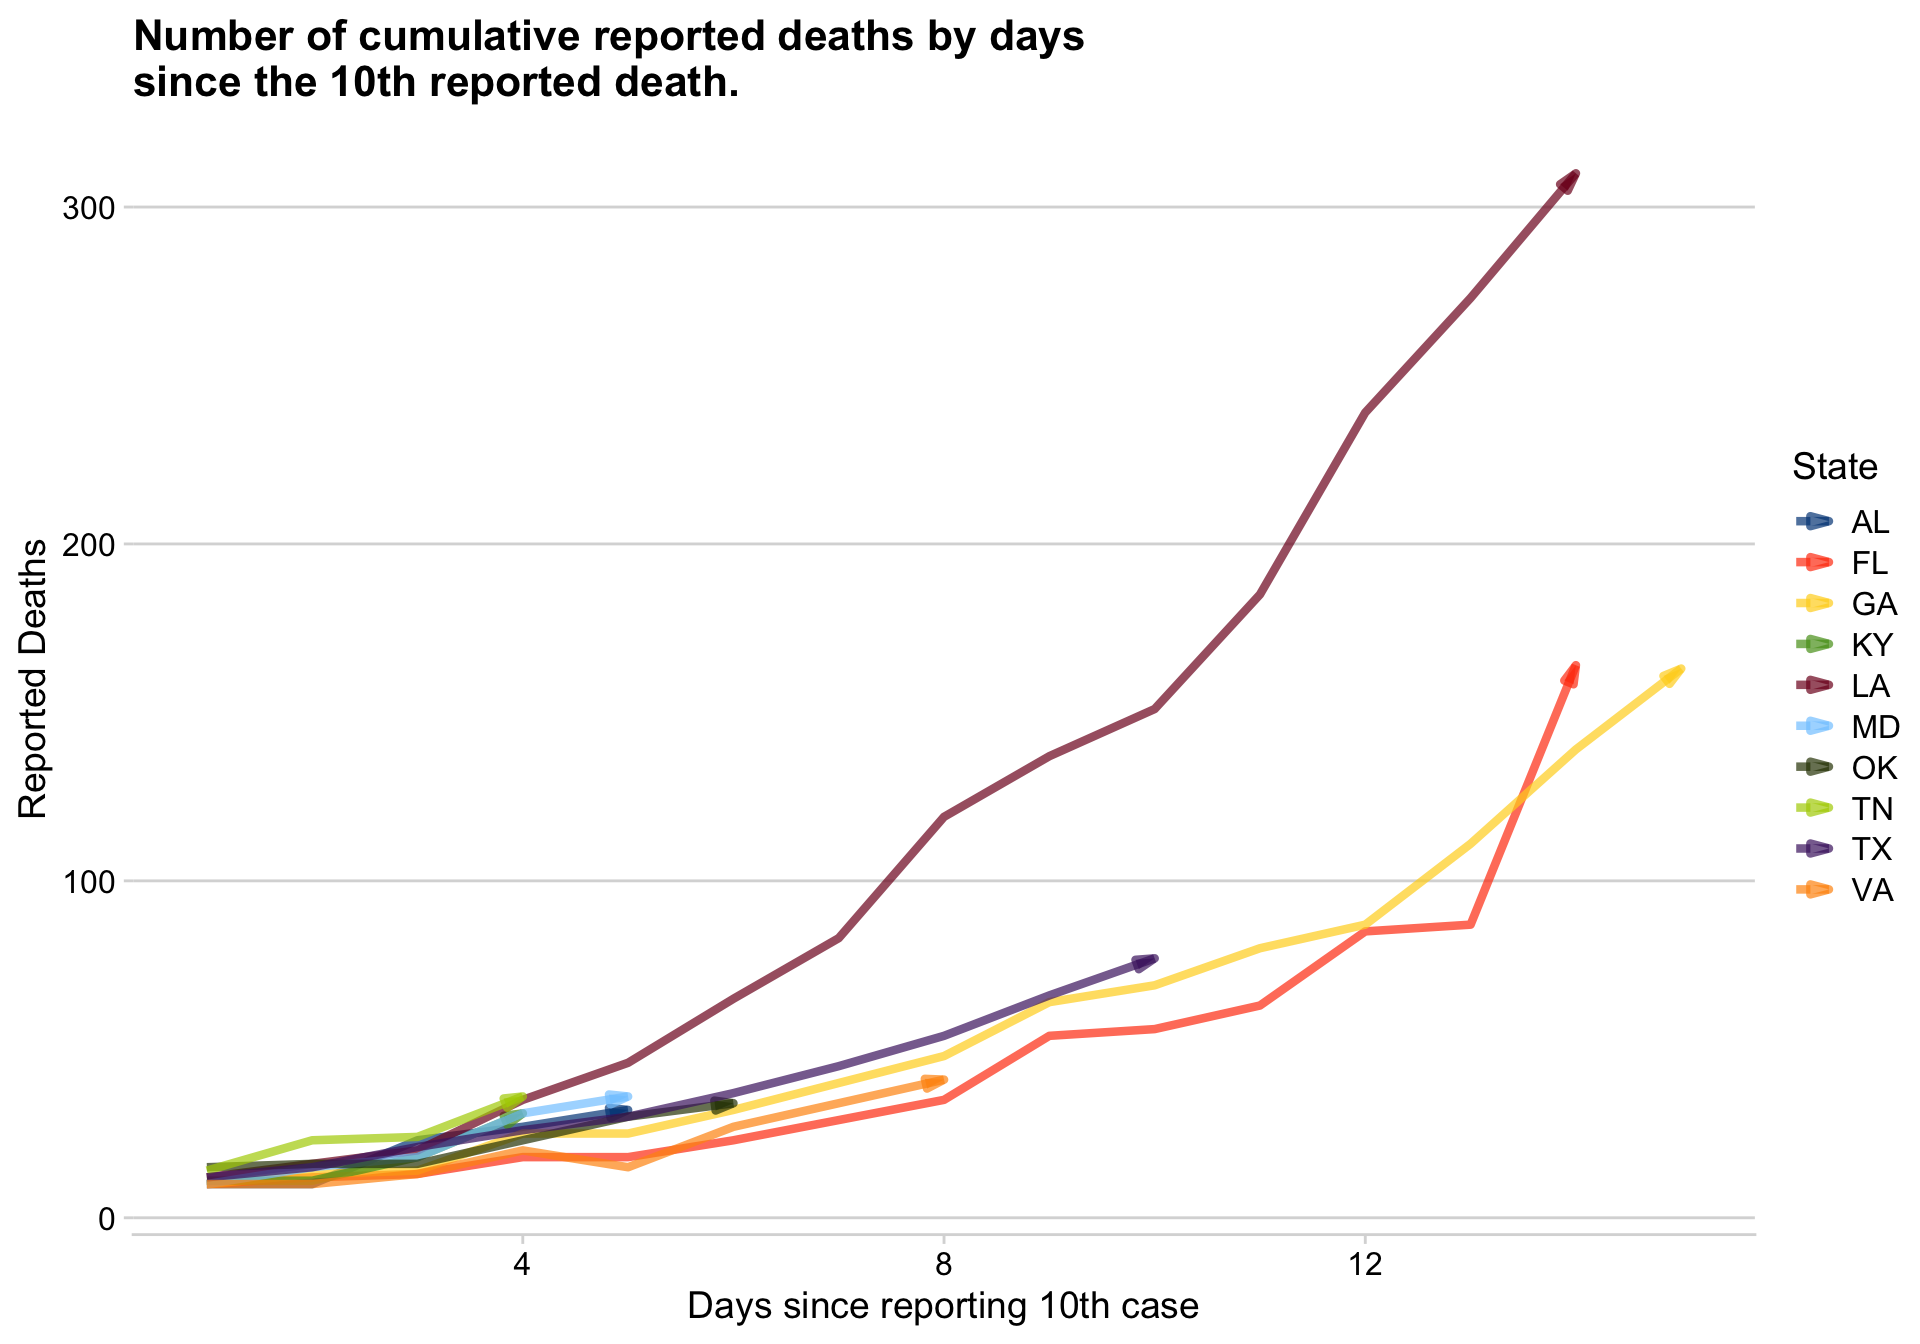 Number of cumulative reported deaths by days
since the 10th reported death.
300
200
100
0
Reported Deaths
4
8
12
Days since reporting 10th case
State
AL
FL
GA
KY
LA
MD
OK
TN
TX
VA